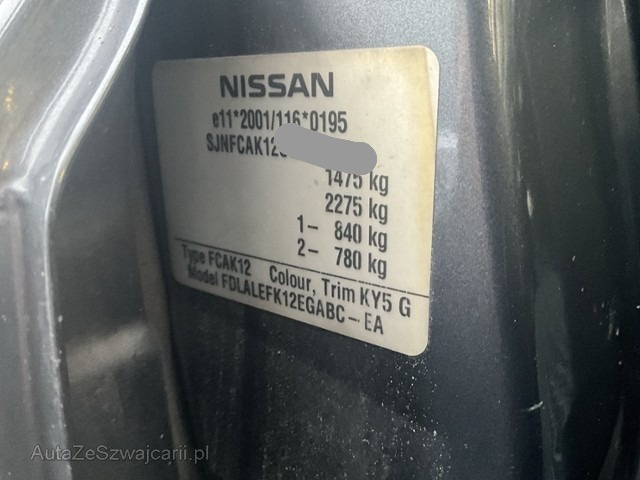 NISSAN
e11*2001/116*0195
SJNFCAK12
1475 kg
2275 kg
1– 840 kg
2– 780 kg
Type FCAK12 Colour, Trim KY5 G
Model FDLALEFK12EGABC – EA
AutaZeSzwajcarii.pl